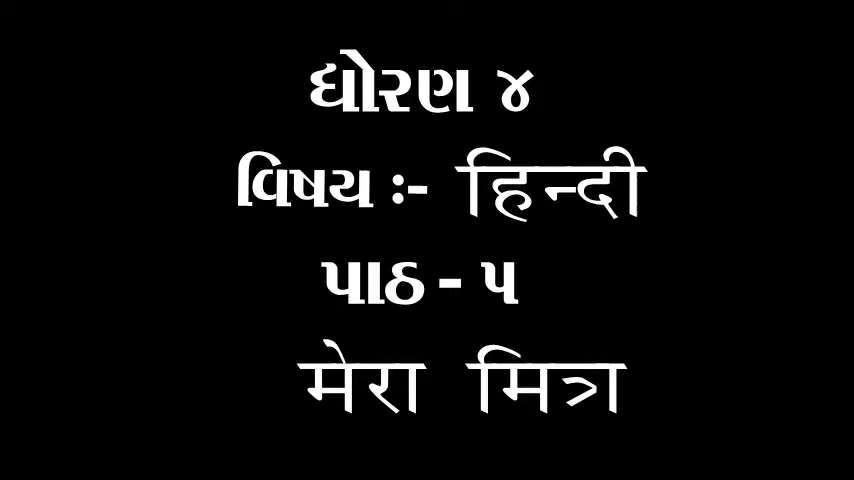 ધોરણ ૪
વિષય :- हिन्दी
પાઠ - ૫
मेरा मित्र